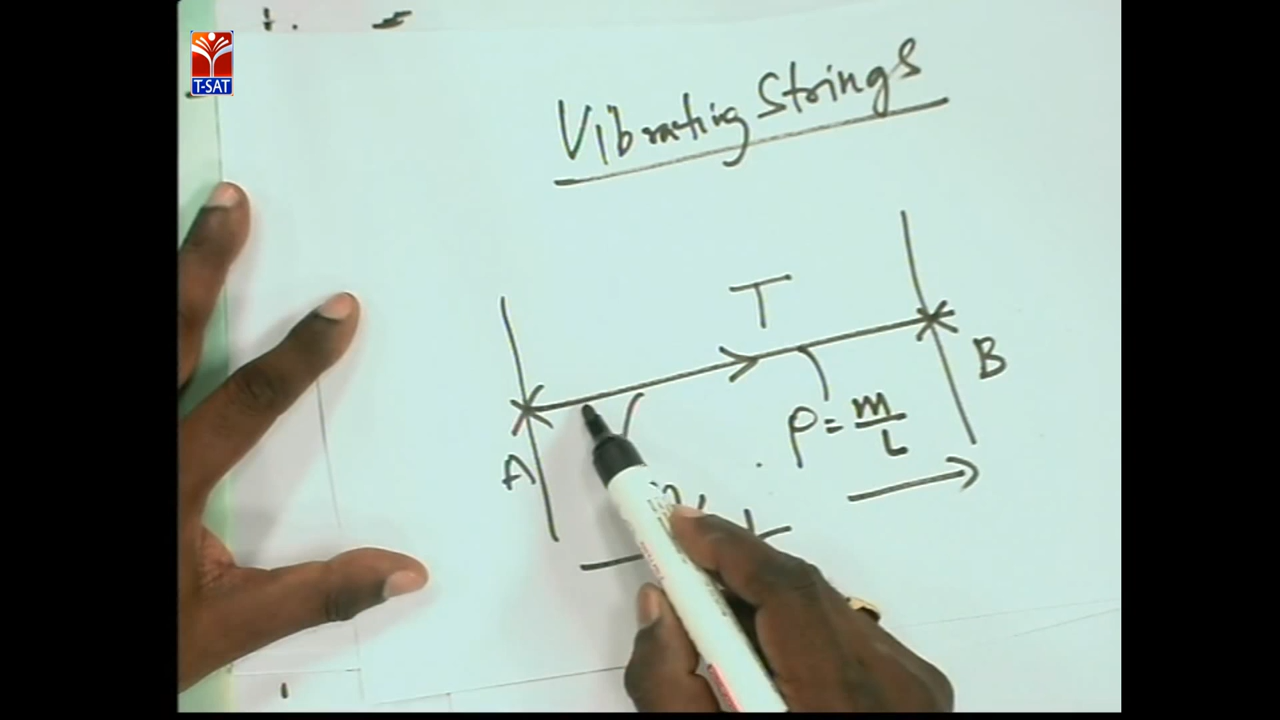 T-SAT
Vibrating Strings
T
A
B
ρ = m/L
L